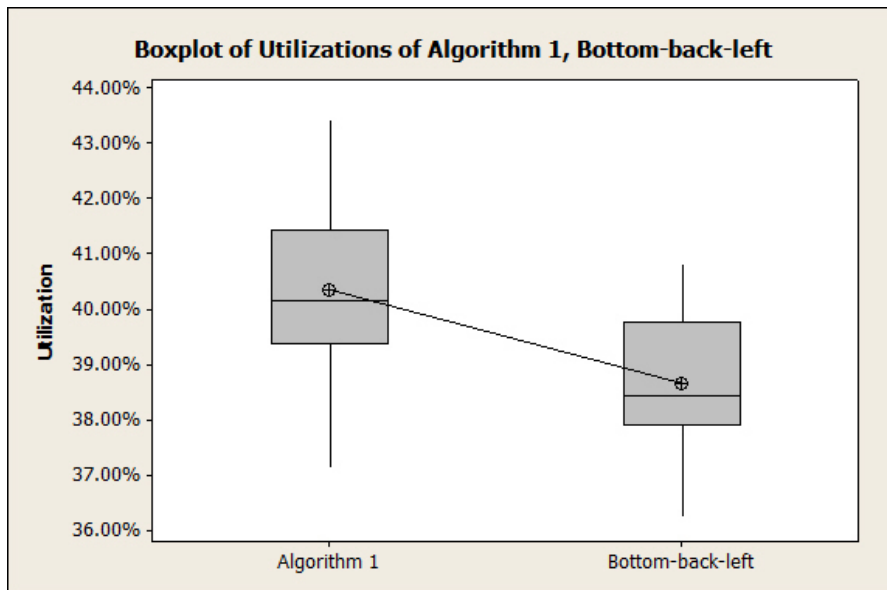 Boxplot of Utilizations of Algorithm 1, Bottom-back-left
44.00%
43.00%
42.00%
41.00%
40.00%
39.00%
38.00%
37.00%
36.00%
Utilization
Algorithm 1
Bottom-back-left